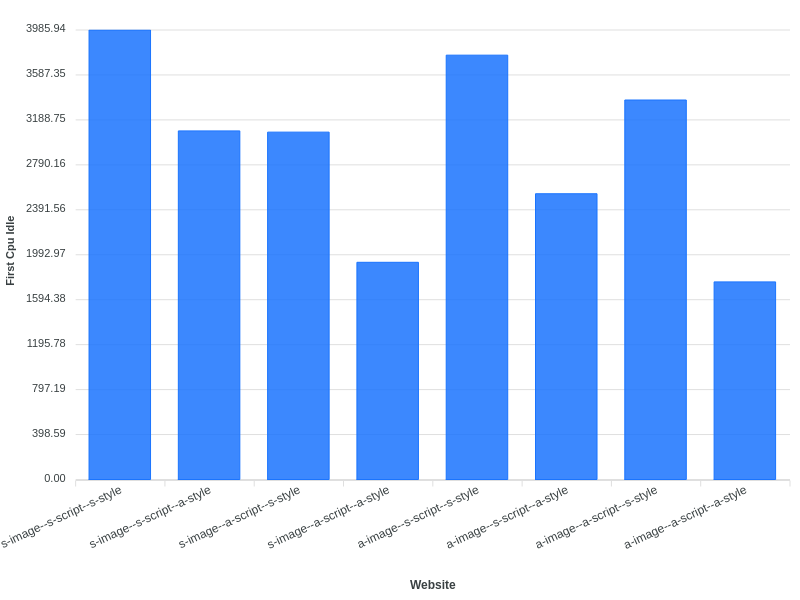 3985.94
3587.35
3188.75
2790.16
2391.56
1992.97
1594.38
1195.78
797.19
398.59
0.00
First Cpu Idle
s-image--s-script--s-style
s-image--s-script--a-style
s-image--a-script--s-style
s-image--a-script--a-style
a-image--s-script--s-style
a-image--s-script--a-style
a-image--a-script--s-style
a-image--a-script--a-style
Website